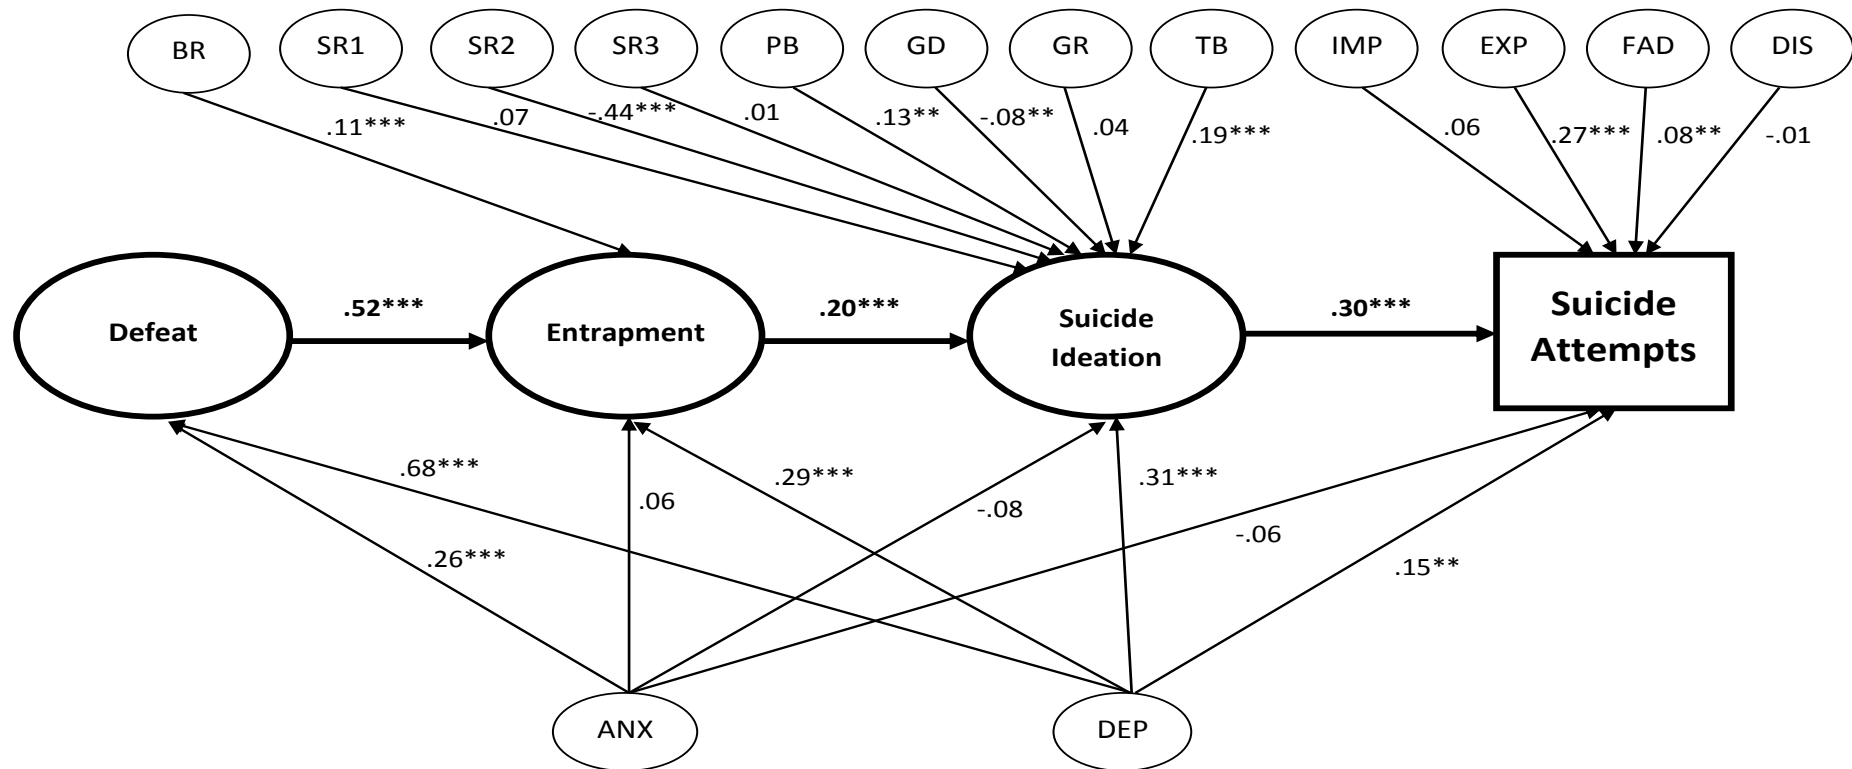 BR
SR1
SR2
SR3
PB
GD
GR
TB
IMP
EXP
FAD
DIS
.11***
.07
-.44***
.01
.13**
-.08**
.04
.19***
.06
.27***
.08**
-.01
Defeat
.52***
Entrapment
.20***
Suicide
Ideation
.30***
Suicide
Attempts
.68***
.26***
.06
.29***
-.08
.31***
-.06
.15**
ANX
DEP